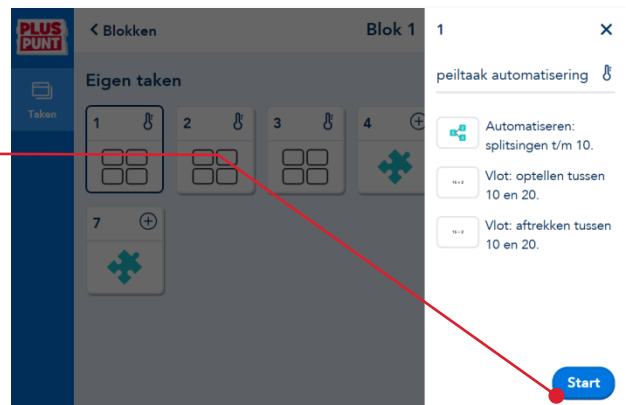 PLUS
PUNT
Taken
Blokken
Blok 1
Eigen taken
1
2
3
4
7
1
peiltaak automatisering
Automatiseren:
splitsingen t/m 10.
Vlot: optellen tussen
10 en 20.
Vlot: aftrekken tussen
10 en 20.
Start